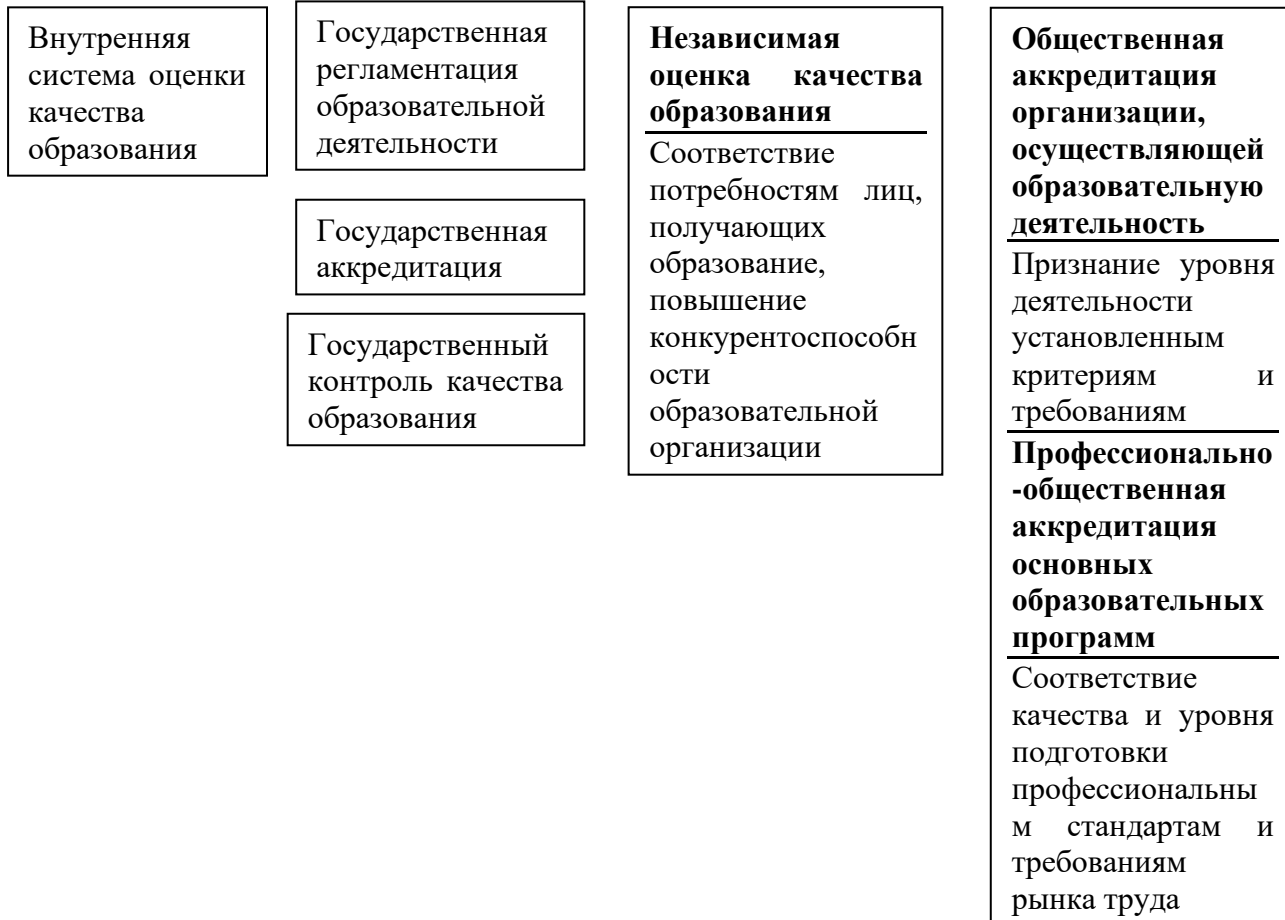 Внутренняя
система оценки
качества
образования
Государственная
регламентация
образовательной
деятельности
Государственная
аккредитация
Государственный
контроль качества
образования
Независимая
оценка качества
образования
Соответствие
потребностям лиц,
получающих
образование,
повышение
конкурентоспособн
ости
образовательной
организации
Общественная
аккредитация
организации,
осуществляющей
образовательную
деятельность
Признание уровня
деятельности
установленным
критериям и
требованиям
Профессионально
-общественная
аккредитация
основных
образовательных
программ
Соответствие
качества и уровня
подготовки
профессиональны
м стандартам и
требованиям
рынка труда